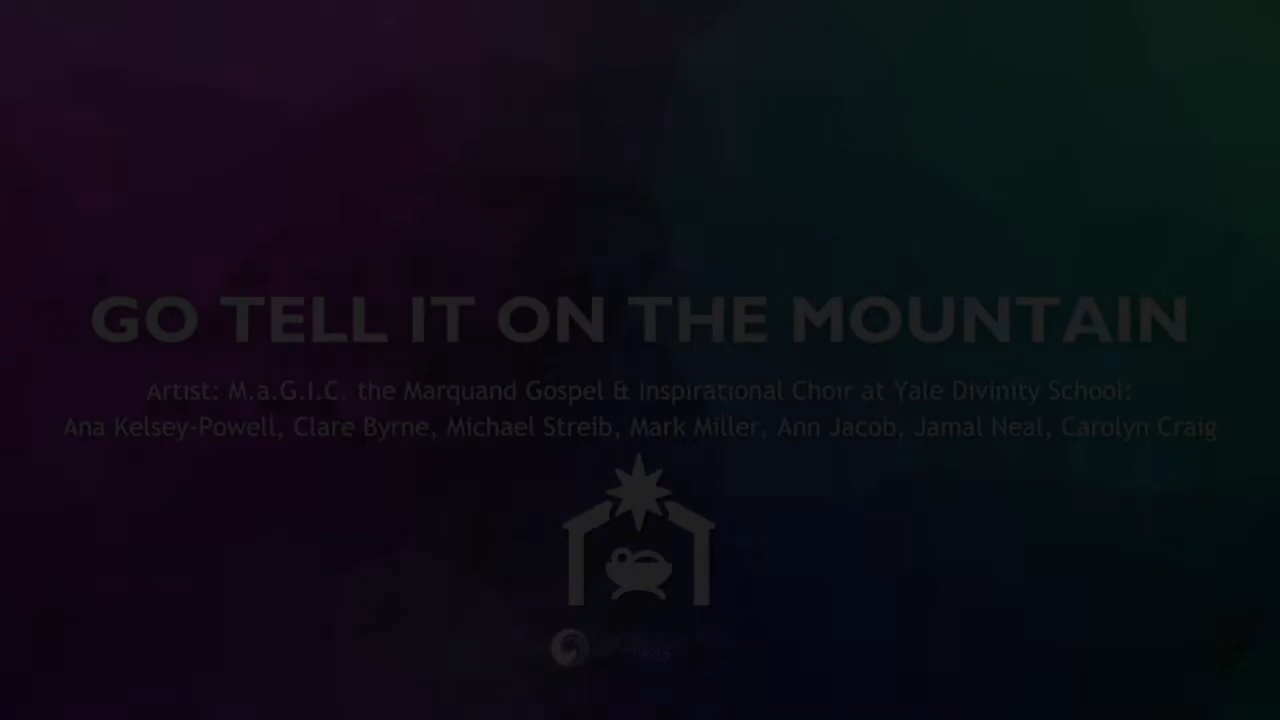 GO TELL IT ON THE MOUNTAIN
Artist: M.a.G.I.C. the Marquand Gospel & Inspirational Choir at Yale Divinity School:
Ana Kelsey-Powell, Clare Byrne, Michael Streib, Mark Miller, Ann Jacob, Jamal Neal, Carolyn Craig